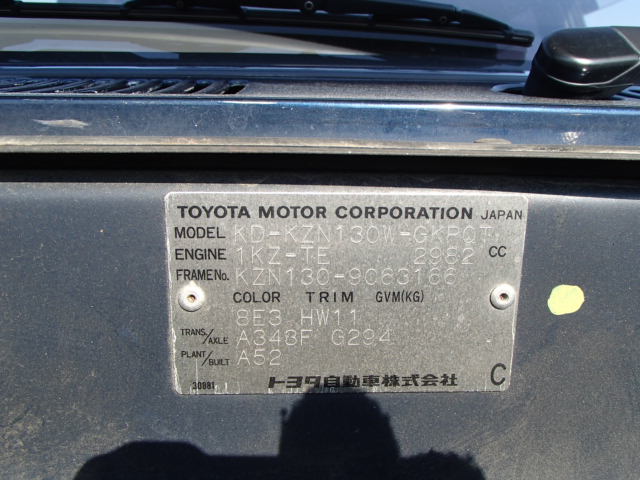 TOYOTA MOTOR CORPORATION JAPAN
MODEL KD-KZN130W-GKPQT
ENGINE 1KZ-TE 2982 CC
FRAME No. KZN130-9063166
COLOR TRIM GVM(KG)
8E3 HW11
TRANS./AXLE A343F G294
PLANT/BUILT A52
30881 トヨタ自動車株式会社 C